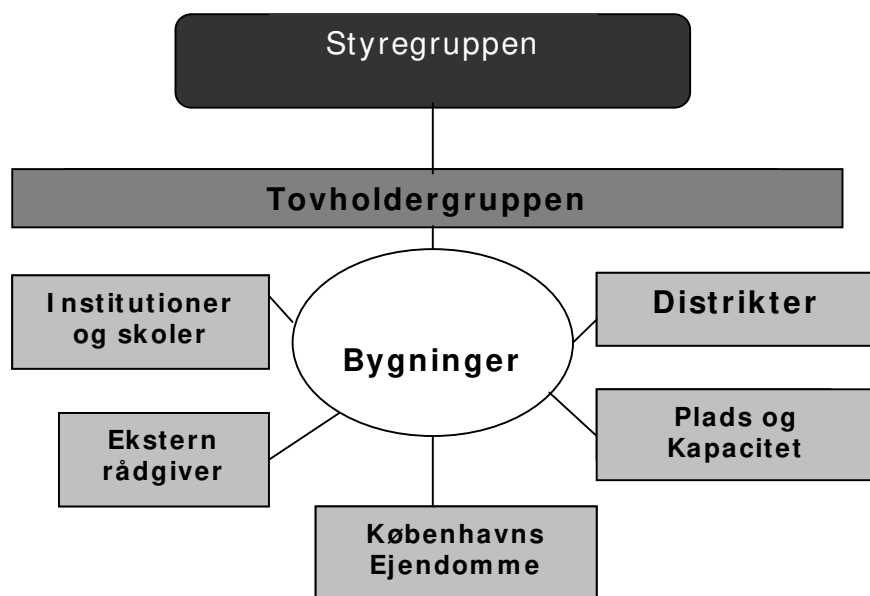 Styregruppen
Tovholdergruppen
Institutioner
og skoler
Distrikter
Bygninger
Ekstern
rådgiver
Plads og
Kapacitet
Københavns
Ejendomme